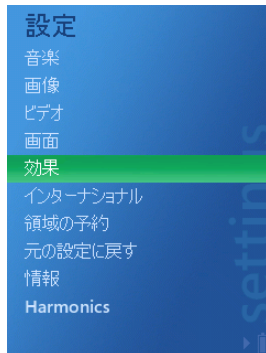 設定
音楽
画像
ビデオ
画面
効果
インターナショナル
領域の予約
元の設定に戻す
情報
Harmonics
settings